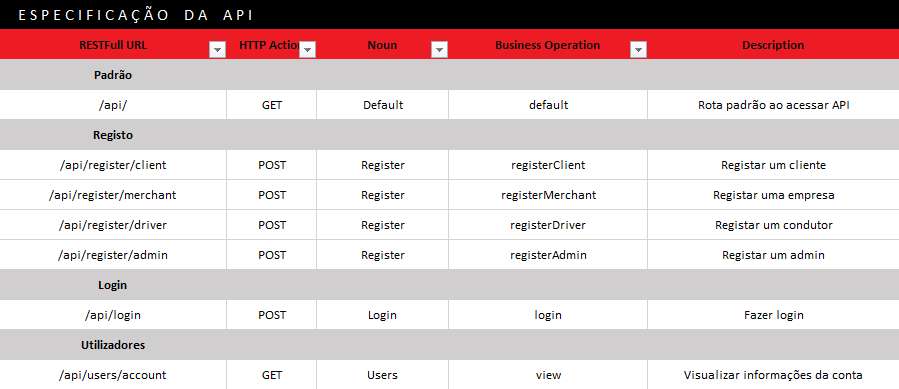 ESPECIFICAÇÃO DA API
RESTFull URL HTTP Action Noun Business Operation Description
Padrão
/api/ GET Default default Rota padrão ao acessar API
Registo
/api/register/client POST Register registerClient Registar um cliente
/api/register/merchant POST Register registerMerchant Registar uma empresa
/api/register/driver POST Register registerDriver Registar um condutor
/api/register/admin POST Register registerAdmin Registar um admin
Login
/api/login POST Login login Fazer login
Utilizadores
/api/users/account GET Users view Visualizar informações da conta